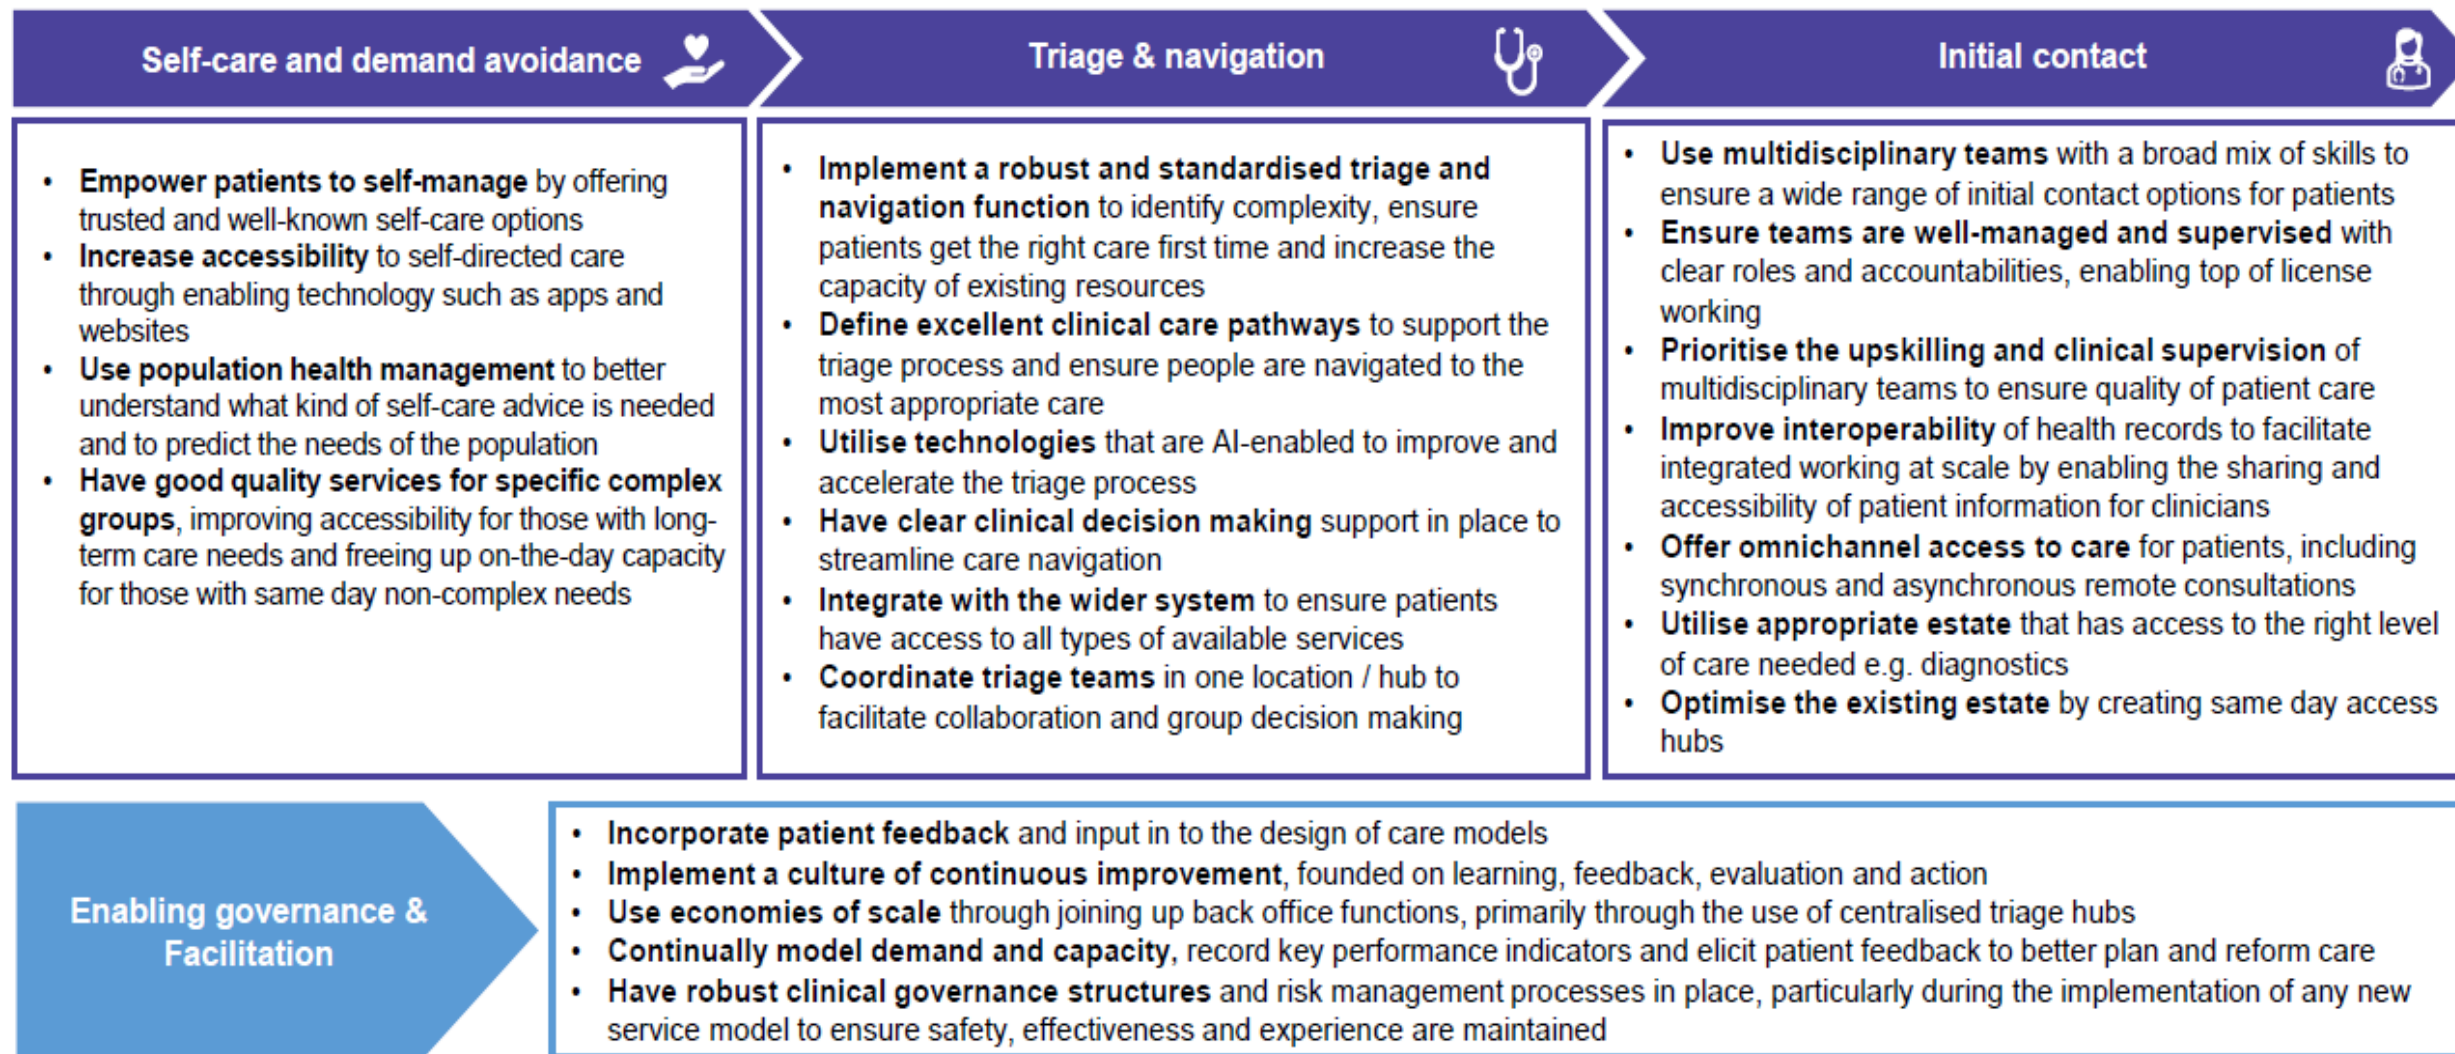 Self-care and demand avoidance
Triage & navigation
Initial contact
• Empower patients to self-manage by offering
trusted and well-known self-care options
• Increase accessibility to self-directed care
through enabling technology such as apps and
websites
• Use population health management to better
understand what kind of self-care advice is needed
and to predict the needs of the population
• Have good quality services for specific complex
groups, improving accessibility for those with long-
term care needs and freeing up on-the-day capacity
for those with same day non-complex needs
• Implement a robust and standardised triage and
navigation function to identify complexity, ensure
patients get the right care first time and increase the
capacity of existing resources
• Define excellent clinical care pathways to support the
triage process and ensure people are navigated to the
most appropriate care
• Utilise technologies that are AI-enabled to improve and
accelerate the triage process
• Have clear clinical decision making support in place to
streamline care navigation
• Integrate with the wider system to ensure patients
have access to all types of available services
• Coordinate triage teams in one location / hub to
facilitate collaboration and group decision making
• Use multidisciplinary teams with a broad mix of skills to
ensure a wide range of initial contact options for patients
• Ensure teams are well-managed and supervised with
clear roles and accountabilities, enabling top of license
working
• Prioritise the upskilling and clinical supervision of
multidisciplinary teams to ensure quality of patient care
• Improve interoperability of health records to facilitate
integrated working at scale by enabling the sharing and
accessibility of patient information for clinicians
• Offer omnichannel access to care for patients, including
synchronous and asynchronous remote consultations
• Utilise appropriate estate that has access to the right level
of care needed e.g. diagnostics
• Optimise the existing estate by creating same day access
hubs
Enabling governance &
Facilitation
• Incorporate patient feedback and input in to the design of care models
• Implement a culture of continuous improvement, founded on learning, feedback, evaluation and action
• Use economies of scale through joining up back office functions, primarily through the use of centralised triage hubs
• Continually model demand and capacity, record key performance indicators and elicit patient feedback to better plan and reform care
• Have robust clinical governance structures and risk management processes in place, particularly during the implementation of any new
service model to ensure safety, effectiveness and experience are maintained